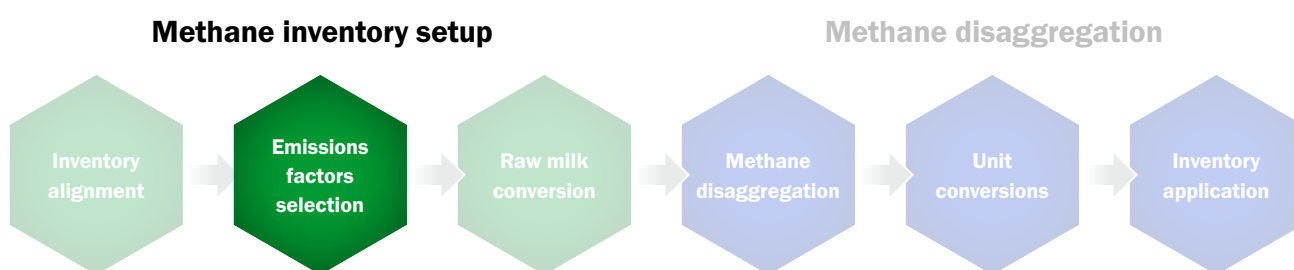 Methane inventory setup
Methane disaggregation
Inventory
alignment
Emissions
factors
selection
Raw milk
conversion
Methane
disaggregation
Unit
conversions
Inventory
application